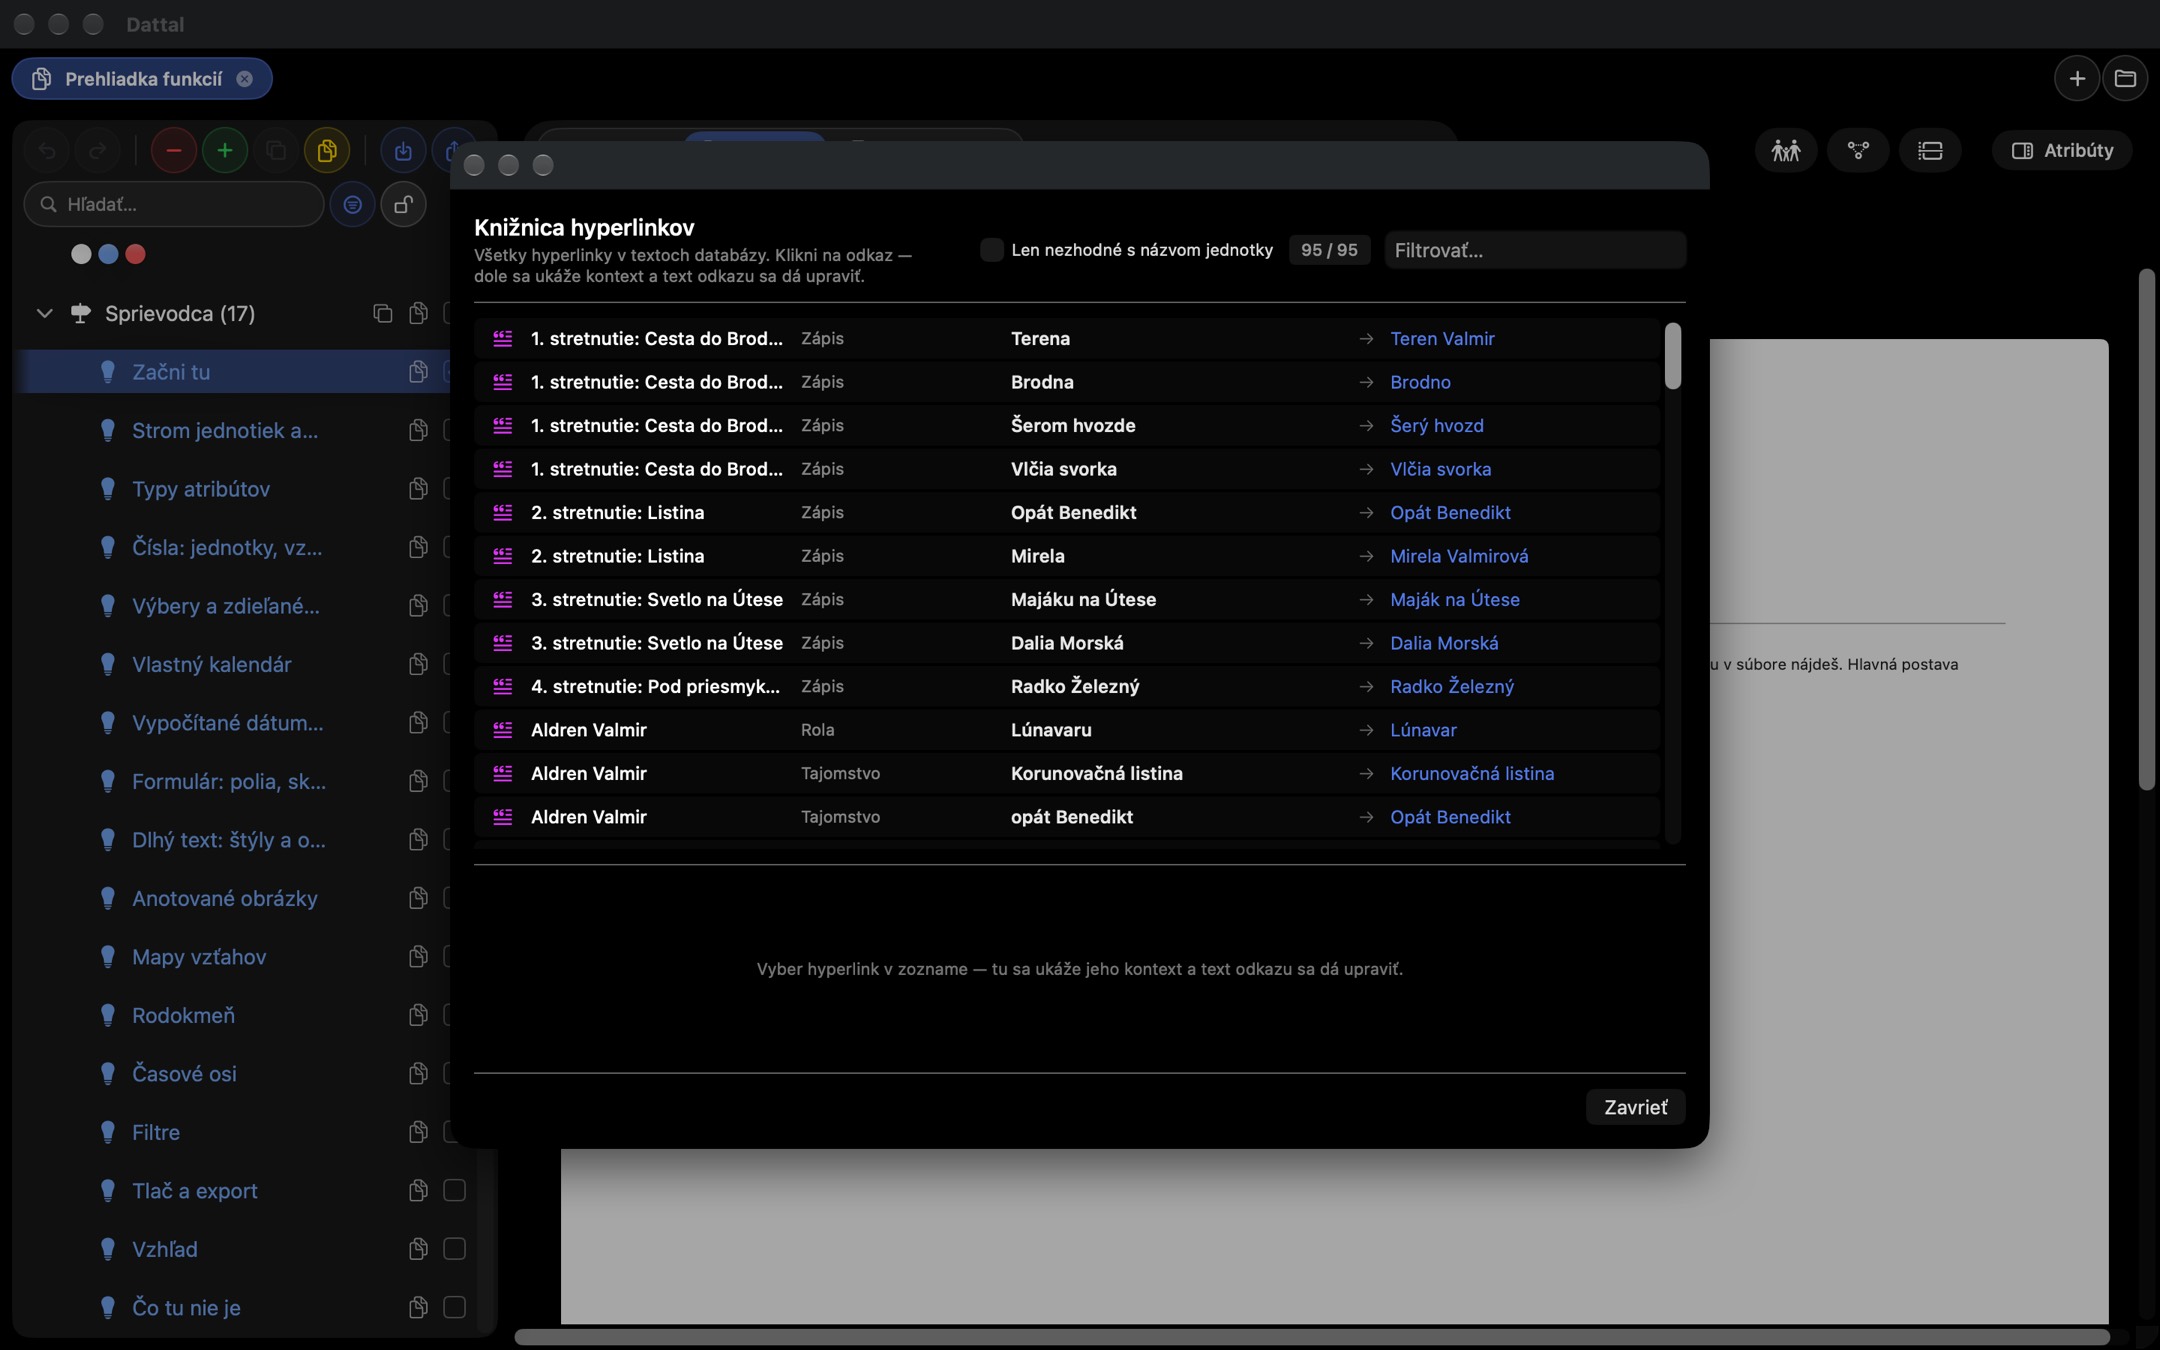 Dattal
Prehliadka funkcií
Atribúty
Hľadať...
Sprievodca (17)
Začni tu
Strom jednotiek a...
Typy atribútov
Čísla: jednotky, vz...
Výbery a zdieľané...
Vlastný kalendár
Vypočítané dátum...
Formulár: polia, sk...
Dlhý text: štýly a o...
Anotované obrázky
Mapy vzťahov
Rodokmeň
Časové osi
Filtre
Tlač a export
Vzhľad
Čo tu nie je
Knižnica hyperlinkov
Všetky hyperlinky v textoch databázy. Klikni na odkaz —
dole sa ukáže kontext a text odkazu sa dá upraviť.
Len nezhodné s názvom jednotky 95 / 95 Filtrovať...
1. stretnutie: Cesta do Brod... Zápis Terena → Teren Valmir
1. stretnutie: Cesta do Brod... Zápis Brodna → Brodno
1. stretnutie: Cesta do Brod... Zápis Šerom hvozde → Šerý hvozd
1. stretnutie: Cesta do Brod... Zápis Vlčia svorka → Vlčia svorka
2. stretnutie: Listina Zápis Opát Benedikt → Opát Benedikt
2. stretnutie: Listina Zápis Mirela → Mirela Valmirová
3. stretnutie: Svetlo na Útese Zápis Majáku na Útese → Maják na Útese
3. stretnutie: Svetlo na Útese Zápis Dalia Morská → Dalia Morská
4. stretnutie: Pod priesmyk... Zápis Radko Železný → Radko Železný
Aldren Valmir Rola Lúnavaru → Lúnavar
Aldren Valmir Tajomstvo Korunovačná listina → Korunovačná listina
Aldren Valmir Tajomstvo opát Benedikt → Opát Benedikt
Vyber hyperlink v zozname — tu sa ukáže jeho kontext a text odkazu sa dá upraviť.
Zavrieť
u v súbore nájdeš. Hlavná postava